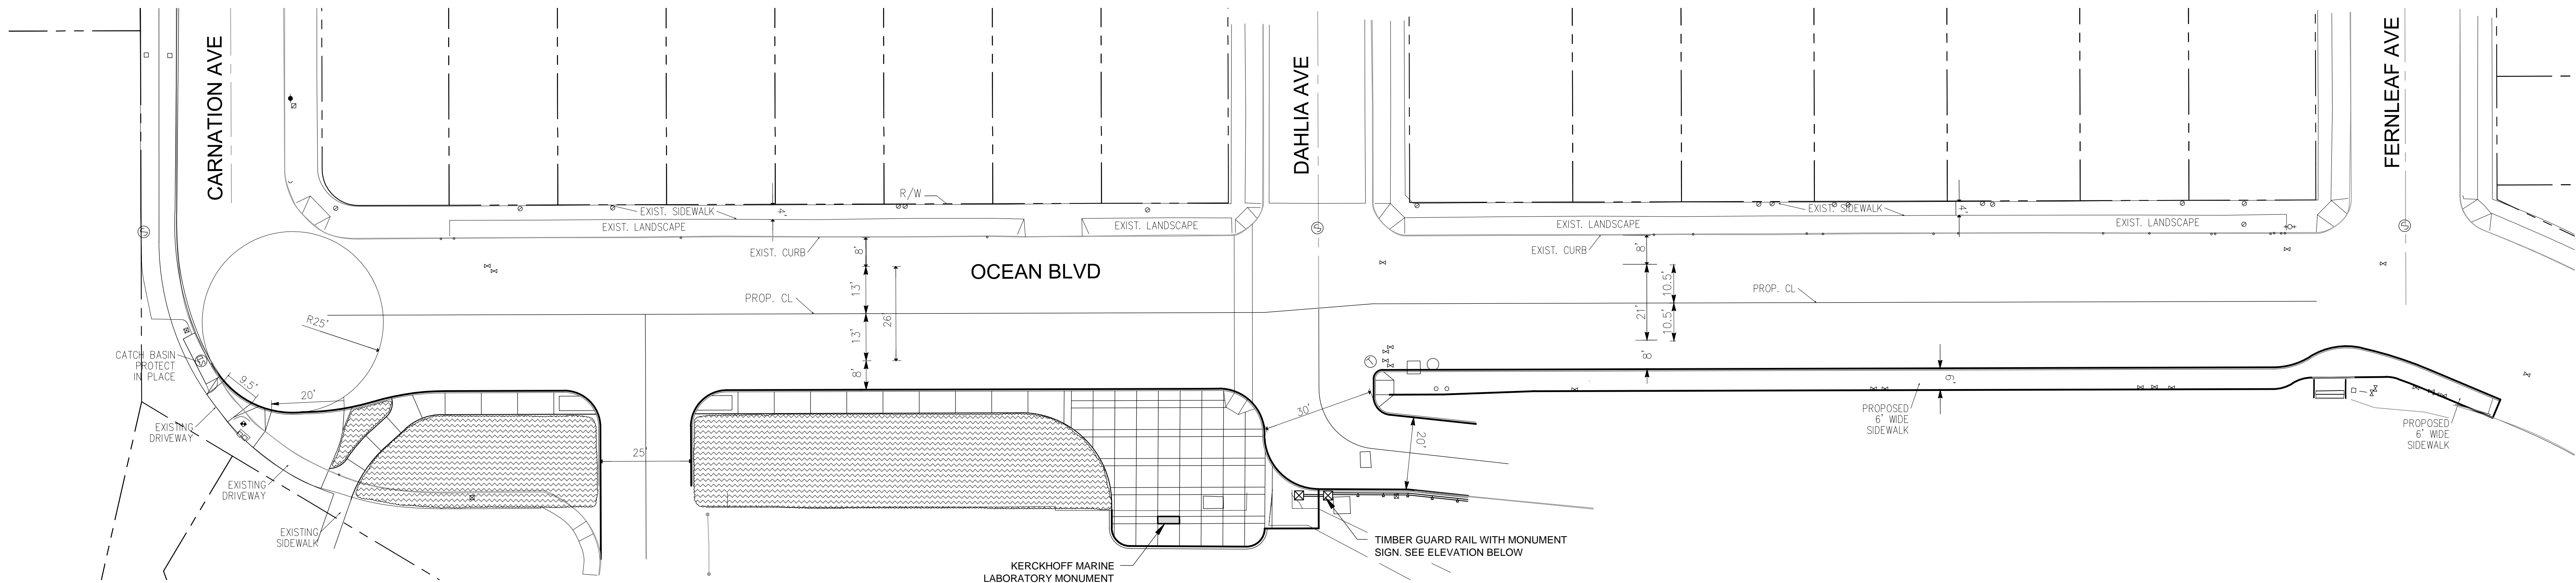 CARNATION AVE
DAHLIA AVE
FERNLEAF AVE
R/W
EXIST. SIDEWALK
4'
EXIST. LANDSCAPE
EXIST. LANDSCAPE
EXIST. CURB
8'
OCEAN BLVD
13'
PROP. CL
13'
26'
8'
R25'
CATCH BASIN
PROTECT
IN PLACE
9.5'
20'
EXISTING
DRIVEWAY
EXISTING
DRIVEWAY
EXISTING
SIDEWALK
25'
KERCKHOFF MARINE
LABORATORY MONUMENT
TIMBER GUARD RAIL WITH MONUMENT
SIGN. SEE ELEVATION BELOW
30'
20'
EXIST. SIDEWALK
4'
EXIST. LANDSCAPE
EXIST. LANDSCAPE
EXIST. CURB
8'
10.5'
21'
10.5'
PROP. CL
8'
6'
PROPOSED
6' WIDE
SIDEWALK
PROPOSED
6' WIDE
SIDEWALK
S
SD
S
T
S